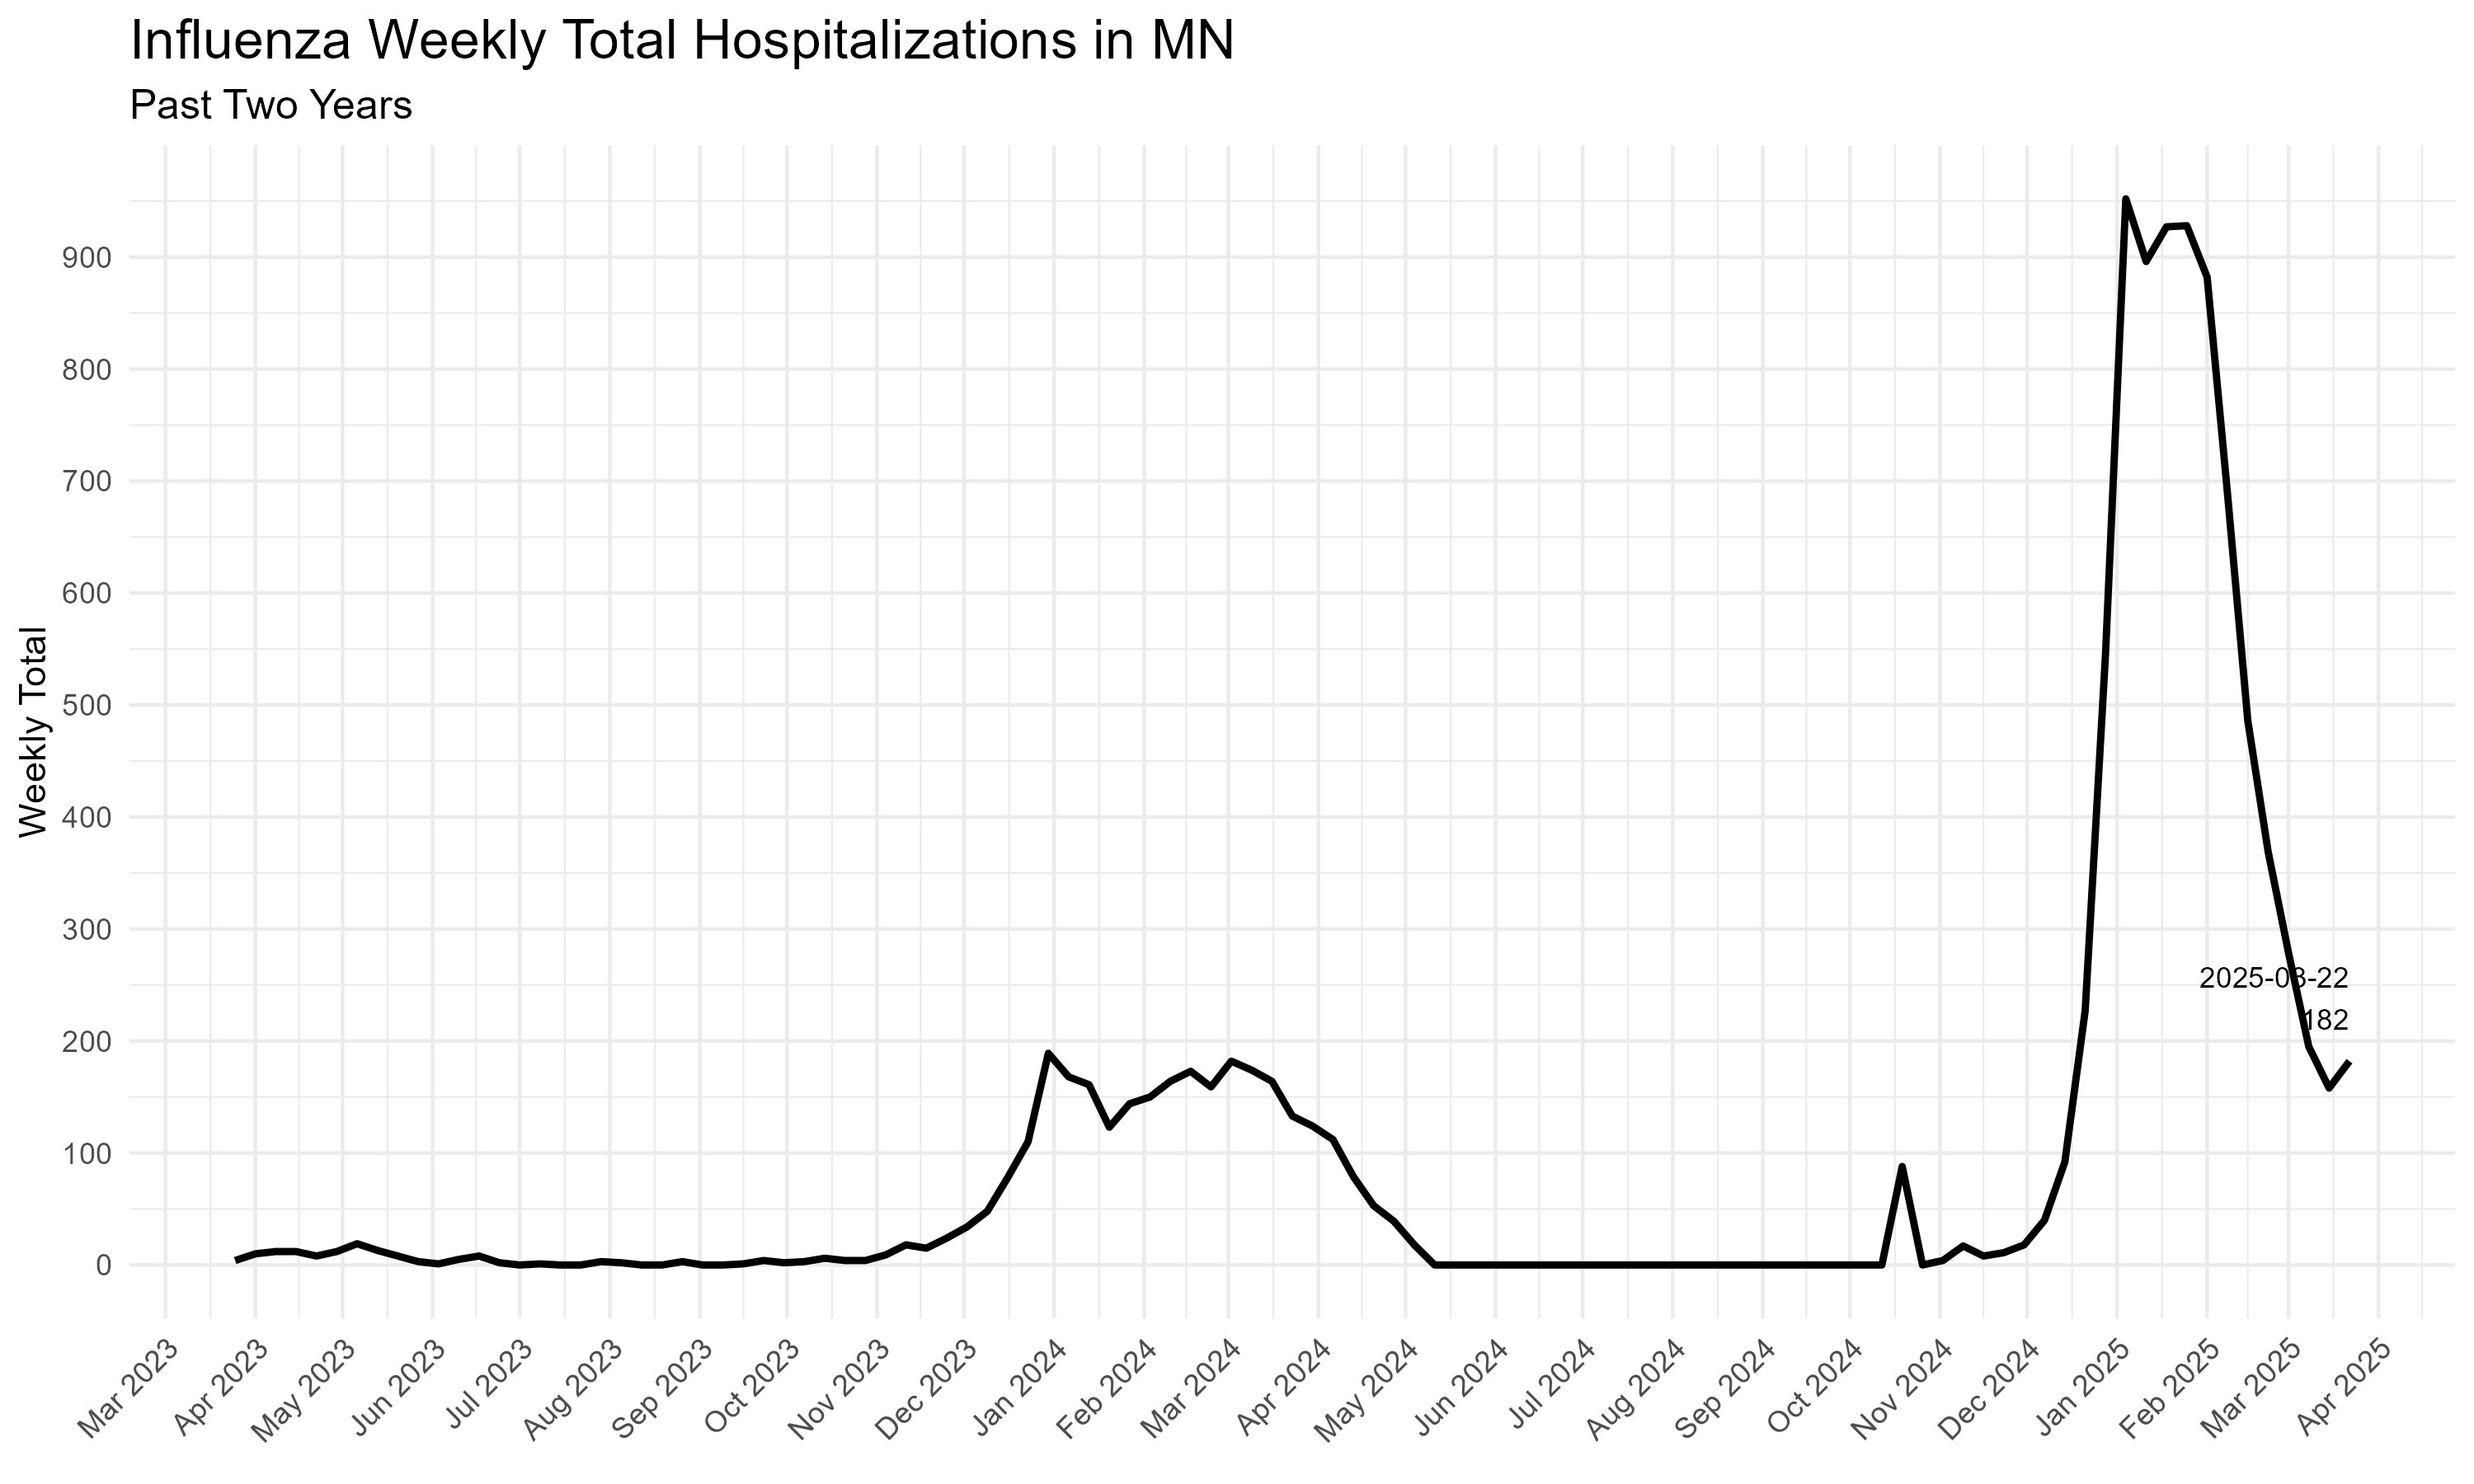 Influenza Weekly Total Hospitalizations in MN
Past Two Years
Weekly Total
900
800
700
600
500
400
300
200
100
0
2025-03-22
182
Mar 2023
Apr 2023
May 2023
Jun 2023
Jul 2023
Aug 2023
Sep 2023
Oct 2023
Nov 2023
Dec 2023
Jan 2024
Feb 2024
Mar 2024
Apr 2024
May 2024
Jun 2024
Jul 2024
Aug 2024
Sep 2024
Oct 2024
Nov 2024
Dec 2024
Jan 2025
Feb 2025
Mar 2025
Apr 2025